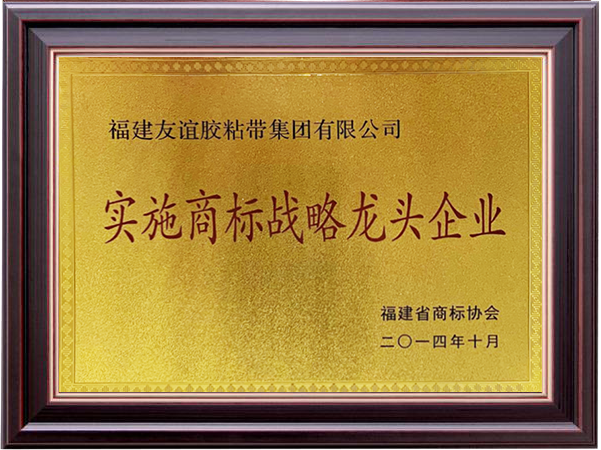 福建友谊胶粘带集团有限公司
实施商标战略龙头企业
福建省商标协会
二〇一四年十月